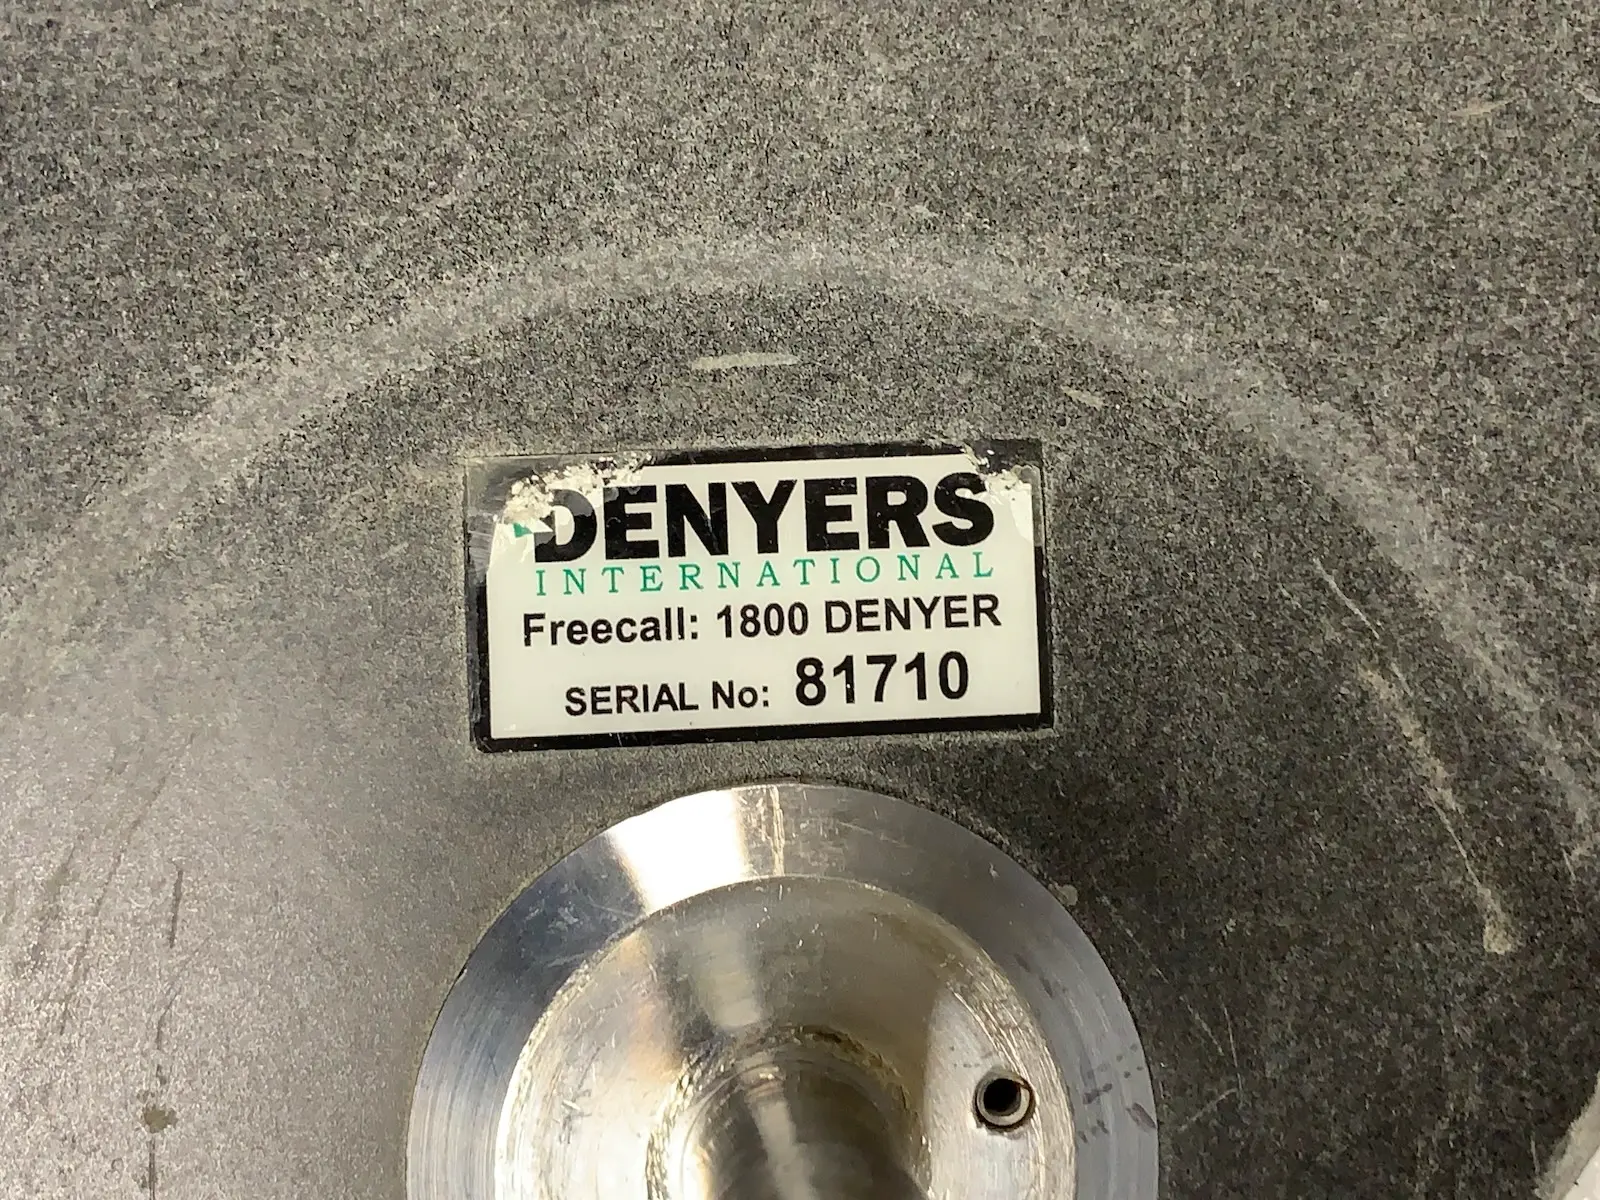 DENYERS
INTERNATIONAL
Freecall: 1800 DENYER
SERIAL No: 81710